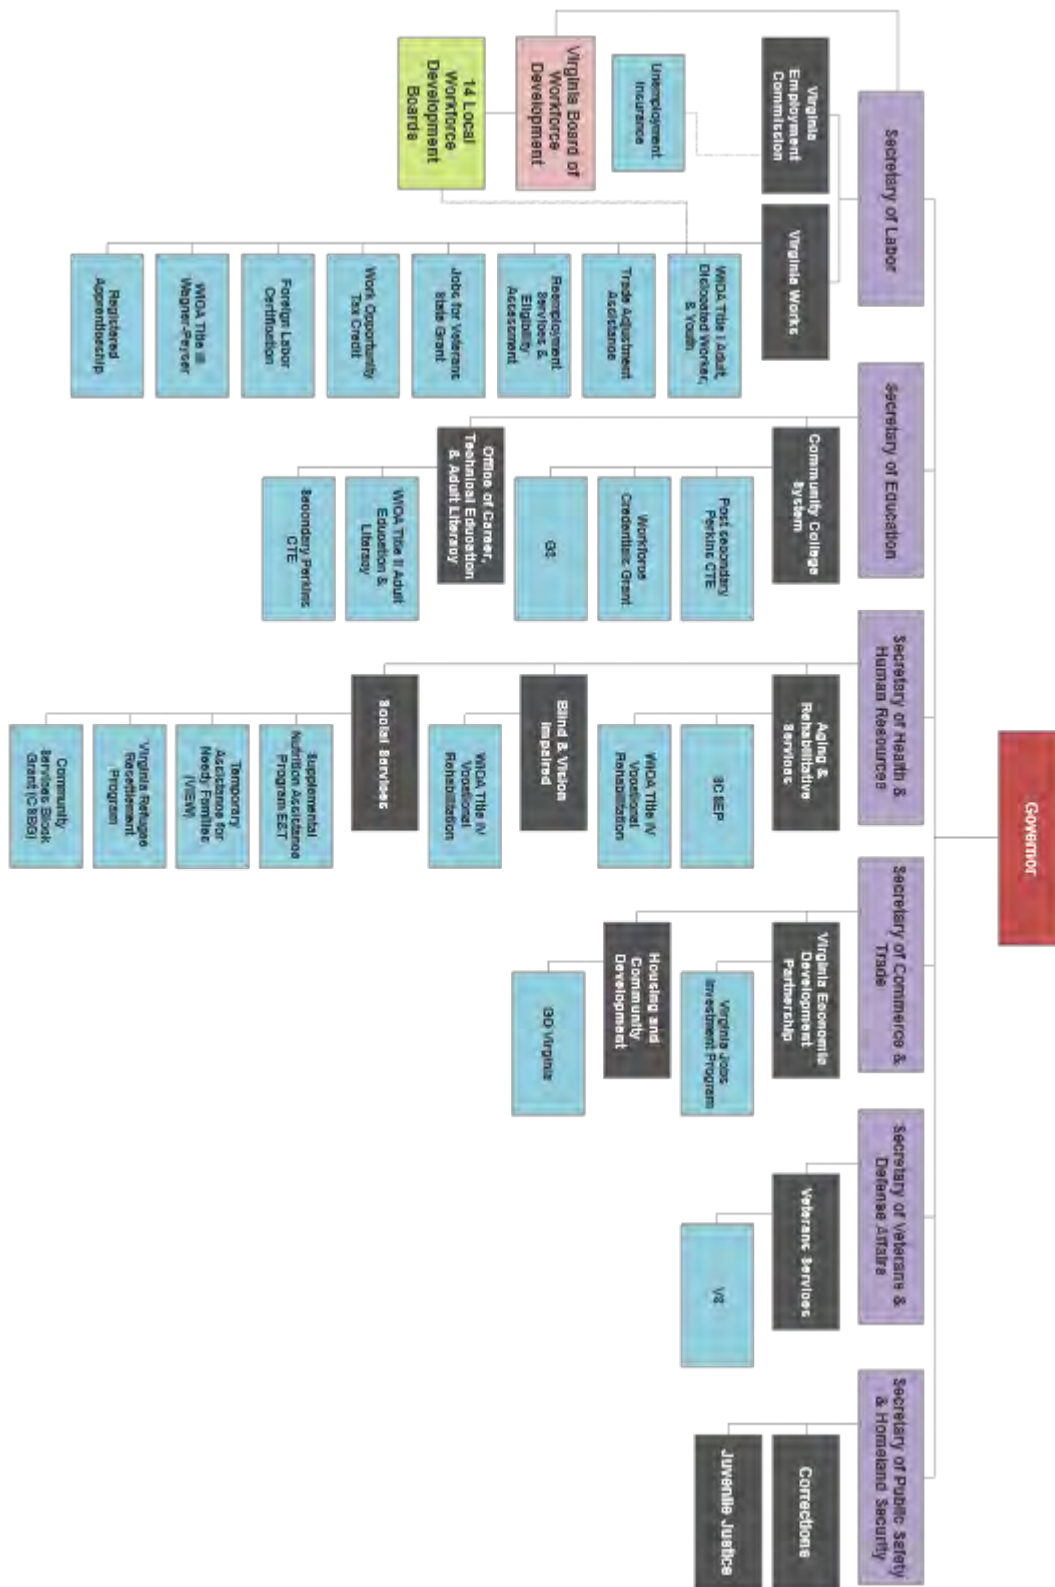 Governor
Secretary of Labor
Virginia
Employment
Commission
Unemployment
Insurance
Virginia Board of
Workforce
Development
14 Local
Workforce
Development
Boards
Virginia Works
WIOA Title I Adult,
Dislocated Worker,
& Youth
Trade Adjustment
Assistance
Reemployment
Services &
Eligibility
Assessment
Jobs for Veterans
State Grant
Work Opportunity
Tax Credit
Foreign Labor
Certification
WIOA Title III
Wagner-Peyser
Registered
Apprenticeship
Secretary of Education
Community College
System
Post secondary
Perkins CTE
Workforce
Credentials Grant
G3
Office of Career,
Technical Education
& Adult Literacy
WIOA Title II Adult
Education &
Literacy
Secondary Perkins
CTE
Secretary of Health &
Human Resources
Aging &
Rehabilitative
Services
SCSEP
WIOA Title IV
Vocational
Rehabilitation
Blind & Vision
Impaired
WIOA Title IV
Vocational
Rehabilitation
Social Services
Supplemental
Nutrition Assistance
Program E&T
Temporary
Assistance for
Needy Families
(VIEW)
Virginia Refugee
Resettlement
Program
Community
Services Block
Grant (CSBG)
Secretary of Commerce &
Trade
Virginia Economic
Development
Partnership
Virginia Jobs
Investment Program
Housing and
Community
Development
GO Virginia
Secretary of Veterans &
Defense Affairs
Veterans Services
V3
Secretary of Public Safety
& Homeland Security
Corrections
Juvenile Justice